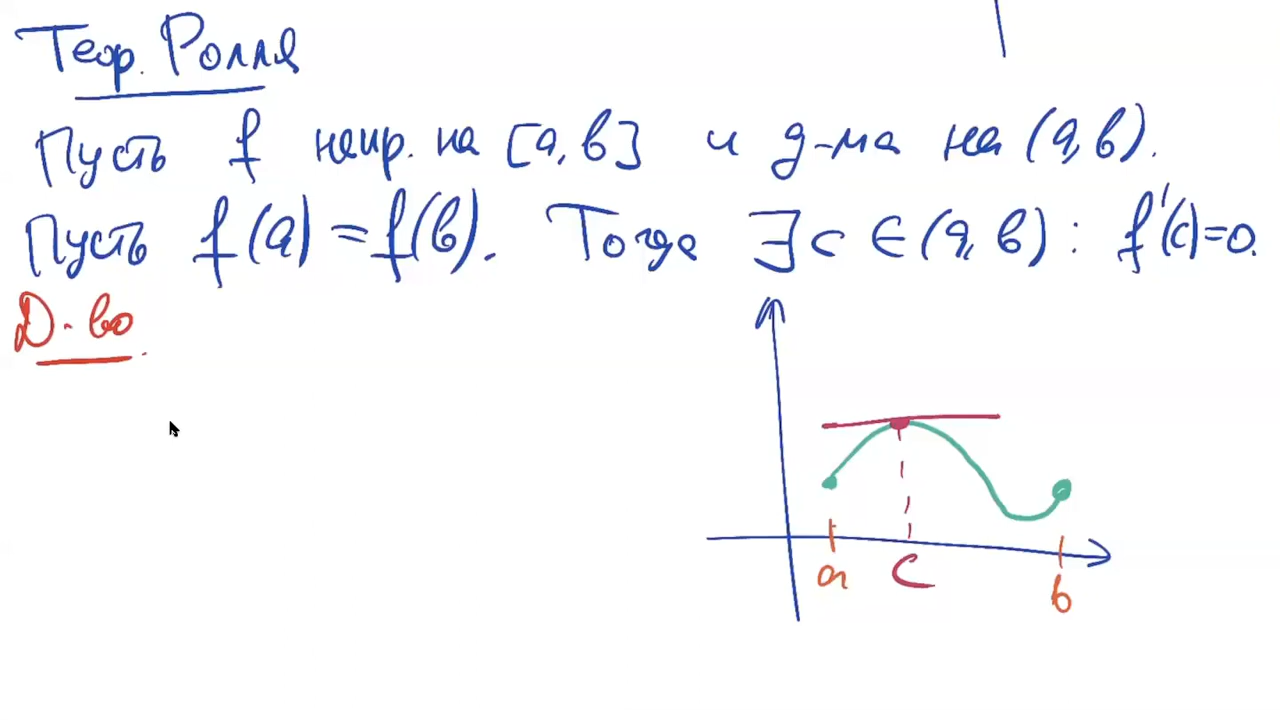 Теор. Ролля
Пусть f непр. на [a, b] и д-ма на (a, b).
Пусть f(a) = f(b). Тогда ∃ c ∈ (a, b) : f'(c)=0.
Д-во.
a c b